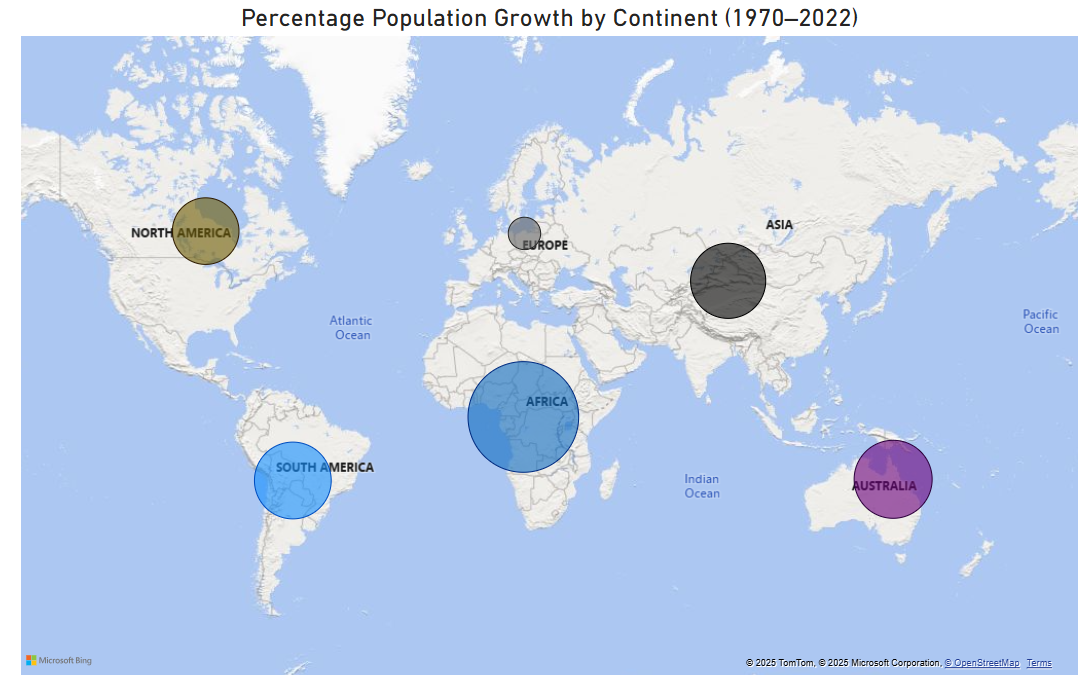 Percentage Population Growth by Continent (1970–2022)
ASIA
NORTH AMERICA
EUROPE
Atlantic
Ocean
Pacific
Ocean
AFRICA
SOUTH AMERICA
Indian
Ocean
AUSTRALIA
Microsoft Bing
© 2025 TomTom, © 2025 Microsoft Corporation, © OpenStreetMap Terms